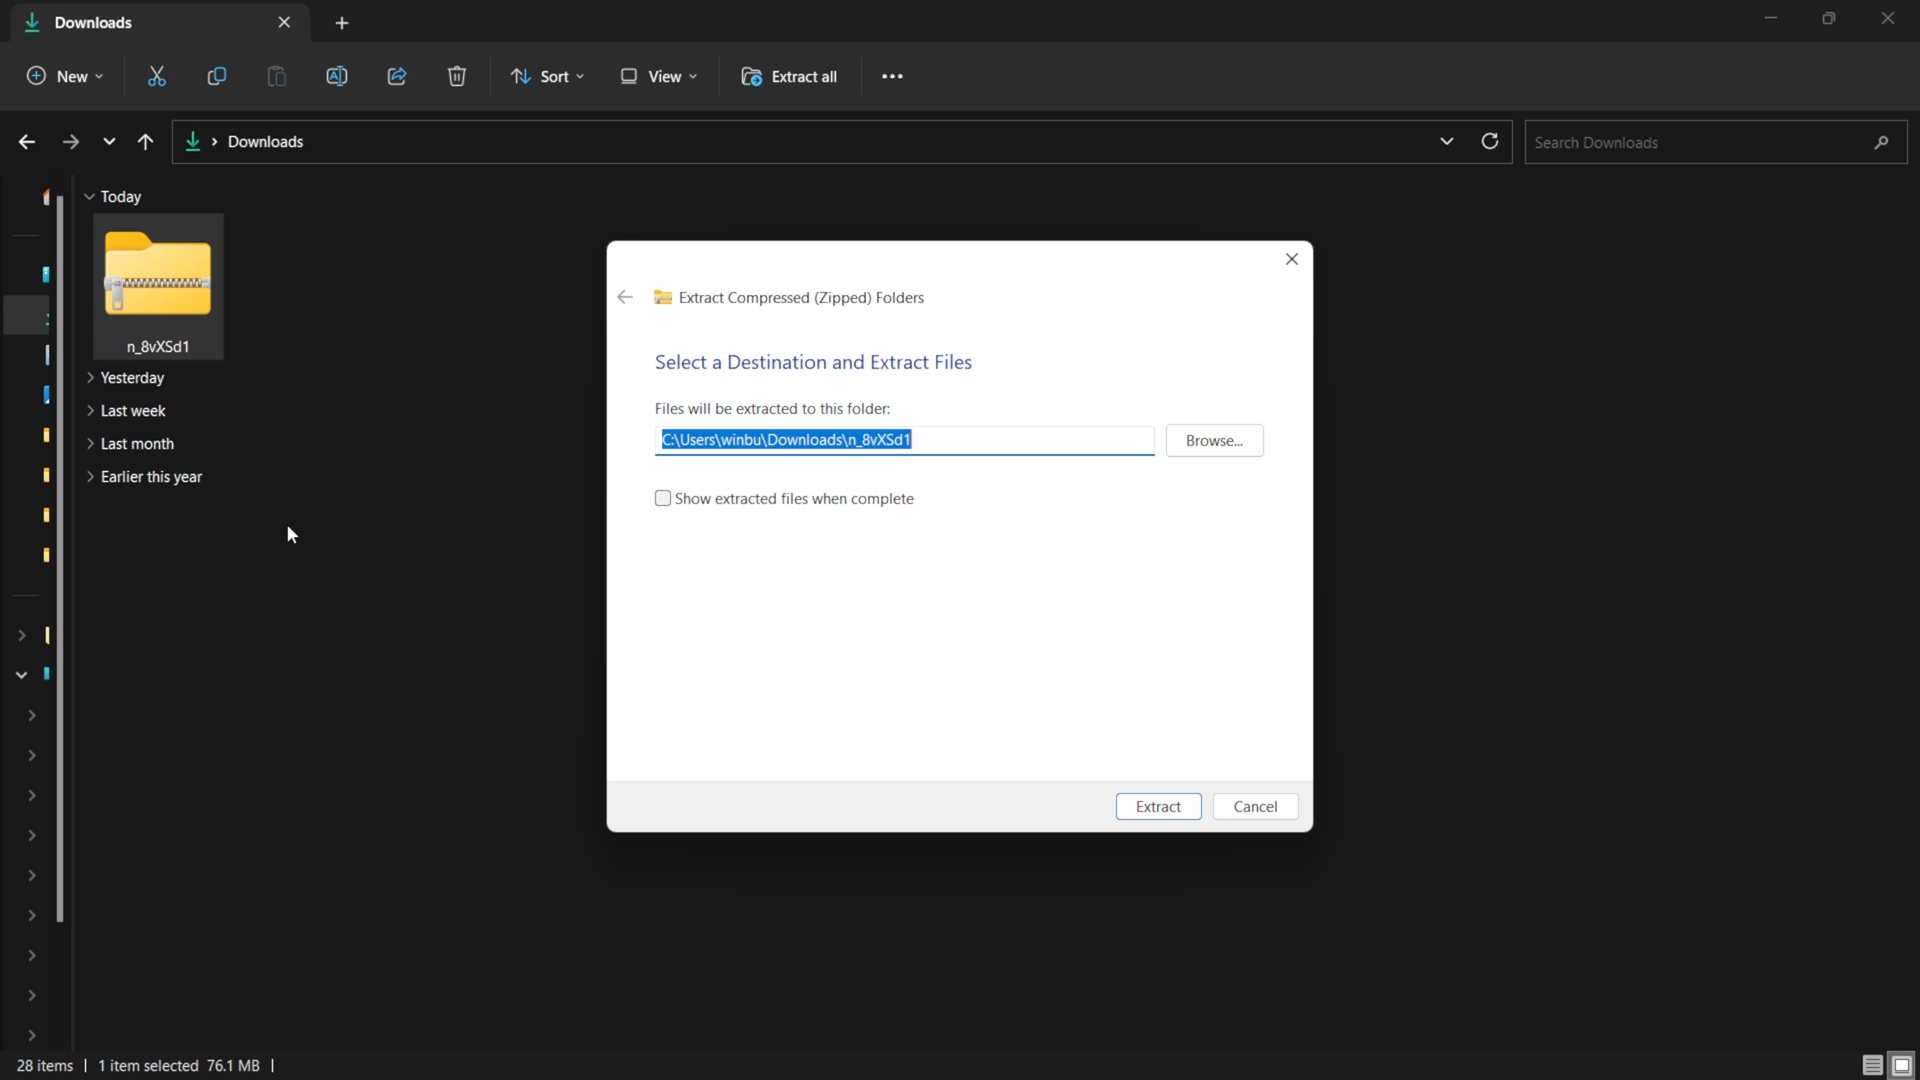 Downloads
New
Sort
View
Extract all
Downloads
Search Downloads
Today
n_8vXSd1
Yesterday
Last week
Last month
Earlier this year
Extract Compressed (Zipped) Folders
Select a Destination and Extract Files
Files will be extracted to this folder:
C:\Users\winbu\Downloads\n_8vXSd1
Browse...
Show extracted files when complete
Extract
Cancel
28 items
1 item selected 76.1 MB